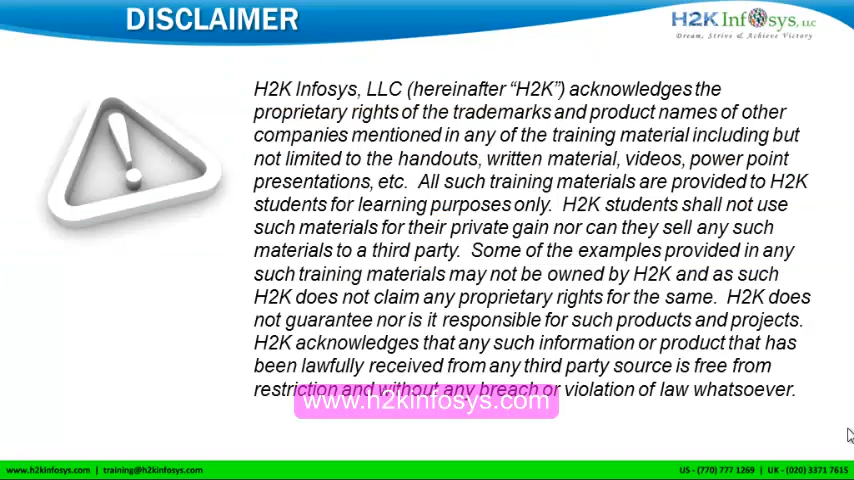 DISCLAIMER
H2K Infosys, LLC
Dream, Strive & Achieve Victory
H2K Infosys, LLC (hereinafter “H2K”) acknowledges the
proprietary rights of the trademarks and product names of other
companies mentioned in any of the training material including but
not limited to the handouts, written material, videos, power point
presentations, etc.  All such training materials are provided to H2K
students for learning purposes only.  H2K students shall not use
such materials for their private gain nor can they sell any such
materials to a third party.  Some of the examples provided in any
such training materials may not be owned by H2K and as such
H2K does not claim any proprietary rights for the same.  H2K does
not guarantee nor is it responsible for such products and projects.
H2K acknowledges that any such information or product that has
been lawfully received from any third party source is free from
restriction and without any breach or violation of law whatsoever.
www.h2kinfosys.com
www.h2kinfosys.com | training@h2kinfosys.com
US - (770) 777 1269 | UK - (020) 3371 7615